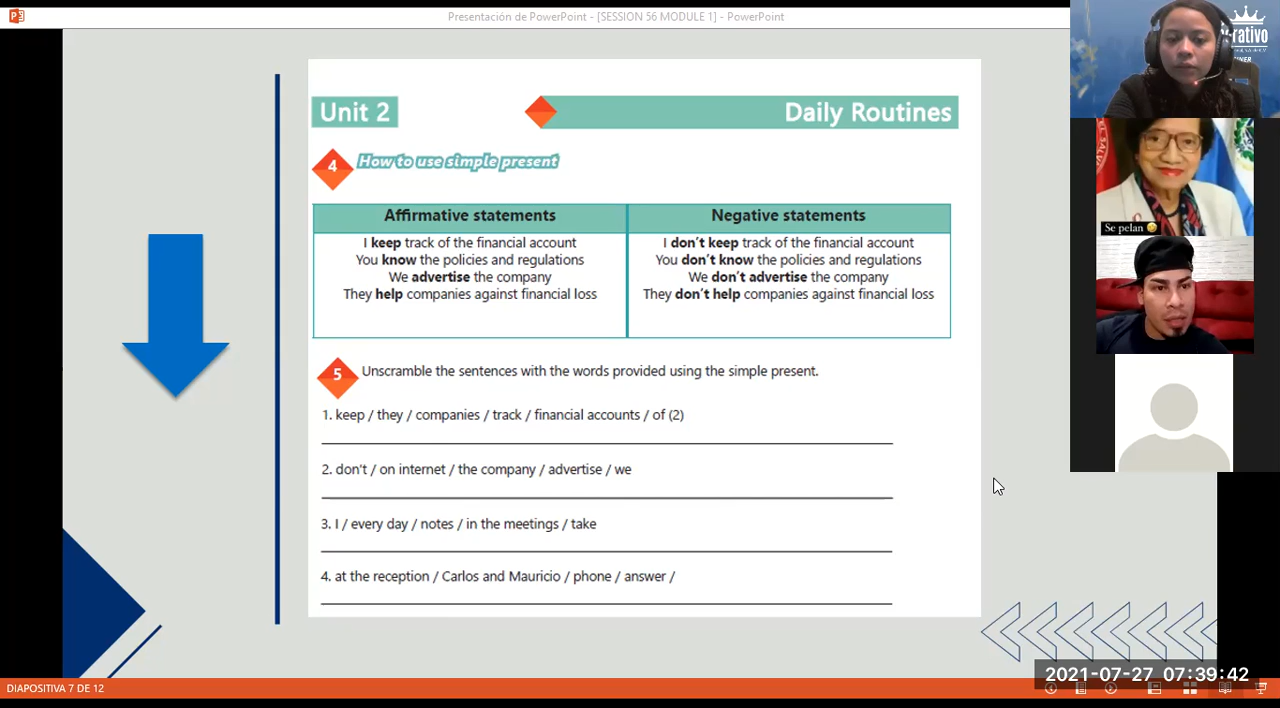 Presentación de PowerPoint - [SESSION 56 MODULE 1] - PowerPoint
Unit 2
Daily Routines
4
How to use simple present
Affirmative statements
Negative statements
I keep track of the financial account
You know the policies and regulations
We advertise the company
They help companies against financial loss
I don't keep track of the financial account
You don't know the policies and regulations
We don't advertise the company
They don't help companies against financial loss
5
Unscramble the sentences with the words provided using the simple present.
1. keep / they / companies / track / financial accounts / of (2)
2. don't / on internet / the company / advertise / we
3. I / every day / notes / in the meetings / take
4. at the reception / Carlos and Mauricio / phone / answer /
Se pelan
2021-07-27 07:39:42
DIAPOSITIVA 7 DE 12